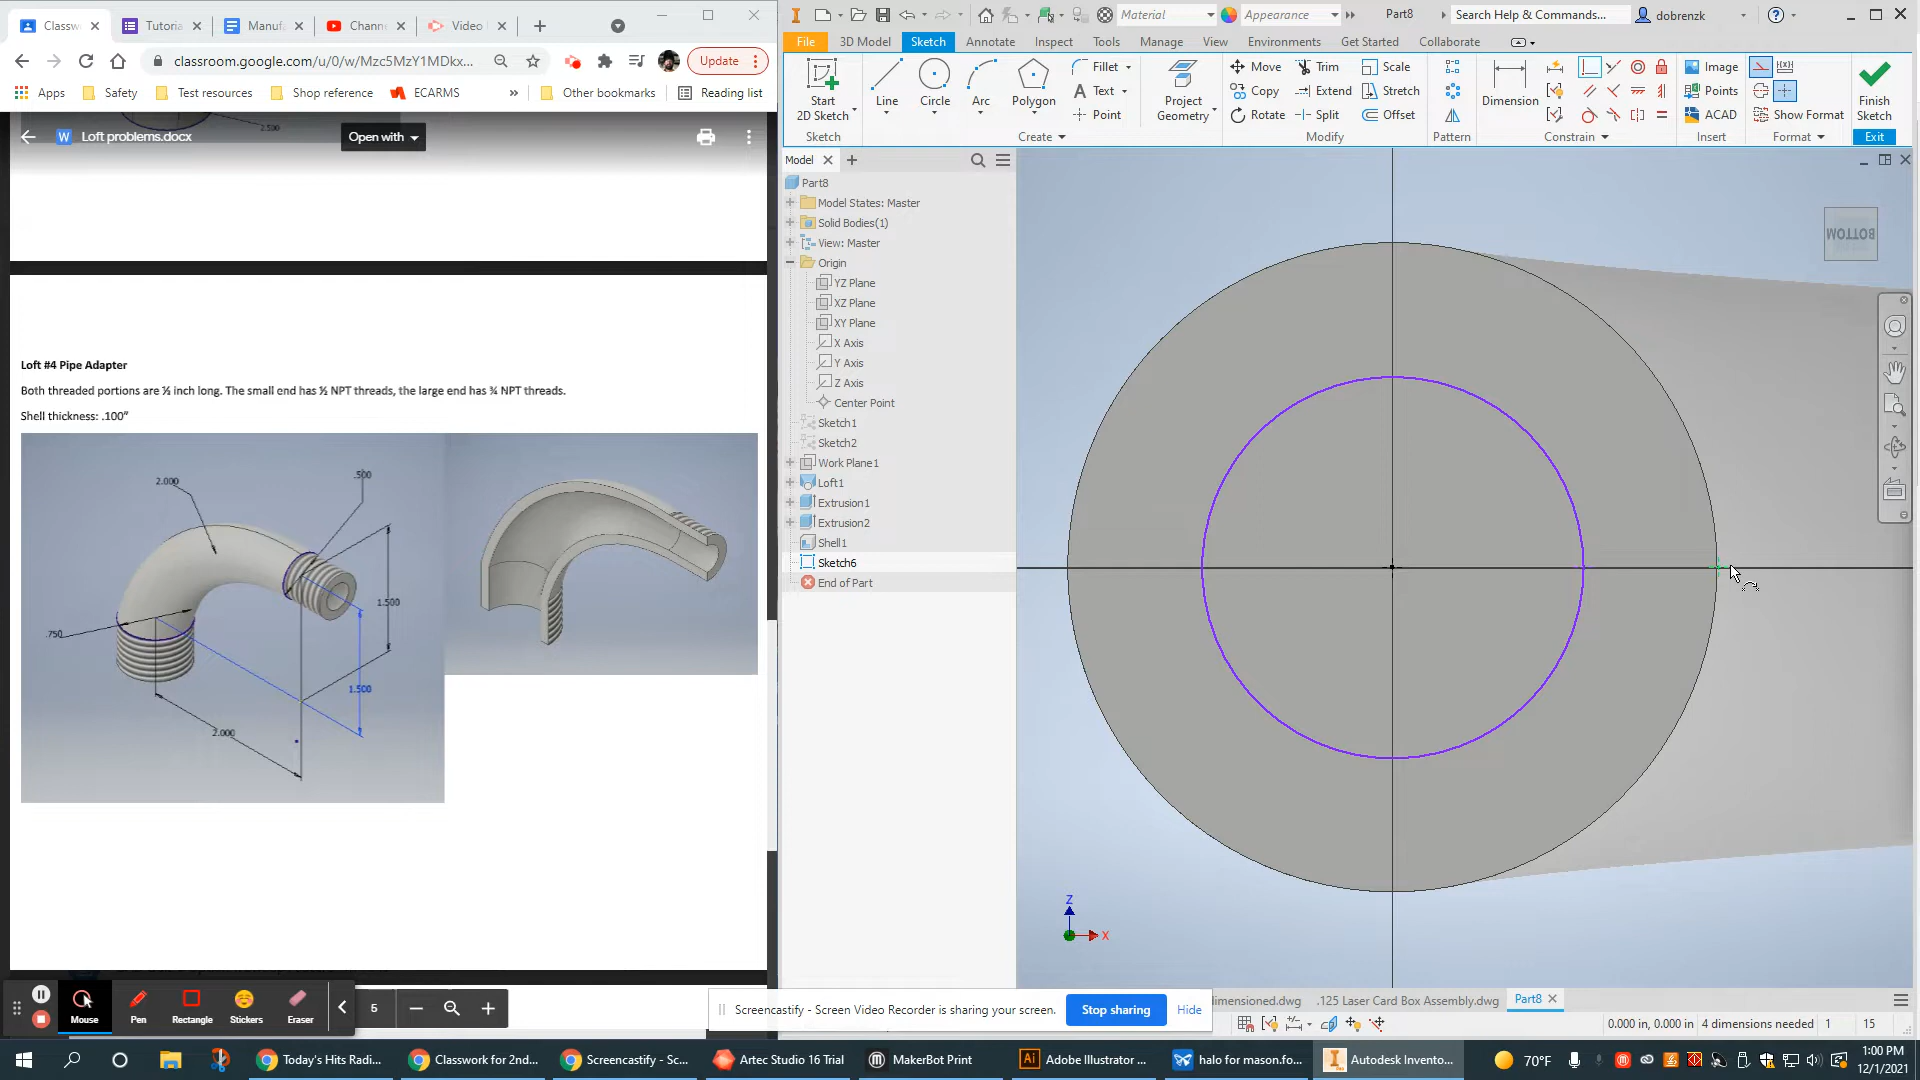 Classw
Tutoria
Manuf
Chann
Video
classroom.google.com/u/0/w/Mzc5MzY1MDkx...
Update
Apps
Safety
Test resources
Shop reference
ECARMS
»
Other bookmarks
Reading list
2.500
W
Loft problems.docx
Open with
Loft #4 Pipe Adapter
Both threaded portions are ½ inch long. The small end has ½ NPT threads, the large end has ¾ NPT threads.
Shell thickness: .100"
2.000
.500
1.500
.750
1.500
2.000
Mouse
Pen
Rectangle
Stickers
Eraser
5
Material
Appearance
Part8
Search Help & Commands...
dobrenzk
File
3D Model
Sketch
Annotate
Inspect
Tools
Manage
View
Environments
Get Started
Collaborate
Start
2D Sketch
Line
Circle
Arc
Polygon
Fillet
Text
Point
Project
Geometry
Move
Copy
Rotate
Trim
Extend
Split
Scale
Stretch
Offset
Dimension
Image
Points
ACAD
Show Format
Finish
Sketch
Sketch
Create
Modify
Pattern
Constrain
Insert
Format
Exit
Model
Part8
Model States: Master
Solid Bodies(1)
View: Master
Origin
YZ Plane
XZ Plane
XY Plane
X Axis
Y Axis
Z Axis
Center Point
Sketch1
Sketch2
Work Plane1
Loft1
Extrusion1
Extrusion2
Shell1
Sketch6
End of Part
BOTTOM
Z
X
Screencastify - Screen Video Recorder is sharing your screen.
Stop sharing
Hide
dimensioned.dwg
.125 Laser Card Box Assembly.dwg
Part8
0.000 in, 0.000 in
4 dimensions needed
1
15
Today's Hits Radi...
Classwork for 2nd...
Screencastify - Sc...
Artec Studio 16 Trial
MakerBot Print
Adobe Illustrator ...
halo for mason.fo...
Autodesk Invento...
70°F
1:00 PM
12/1/2021